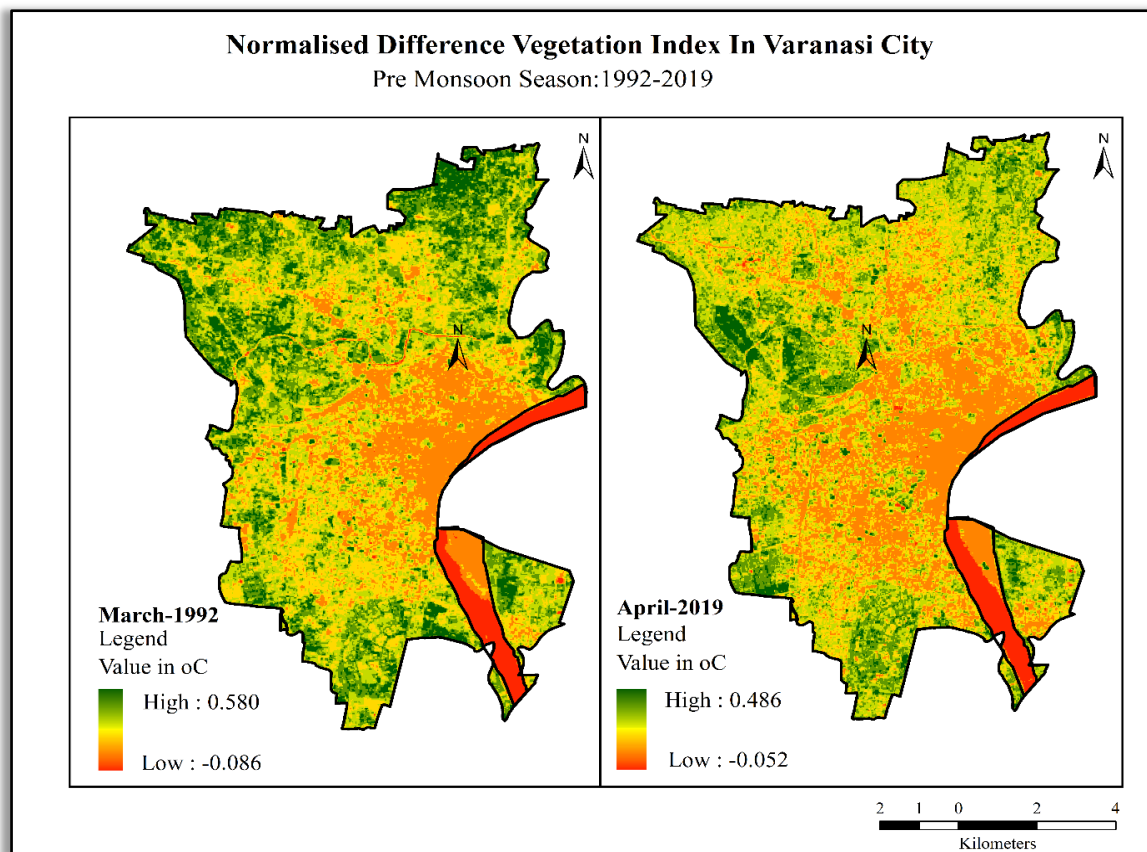 Normalised Difference Vegetation Index In Varanasi City
Pre Monsoon Season:1992-2019
N
N
N
N
March-1992
Legend
Value in oC
High : 0.580
Low : -0.086
April-2019
Legend
Value in oC
High : 0.486
Low : -0.052
2 1 0 2 4
Kilometers